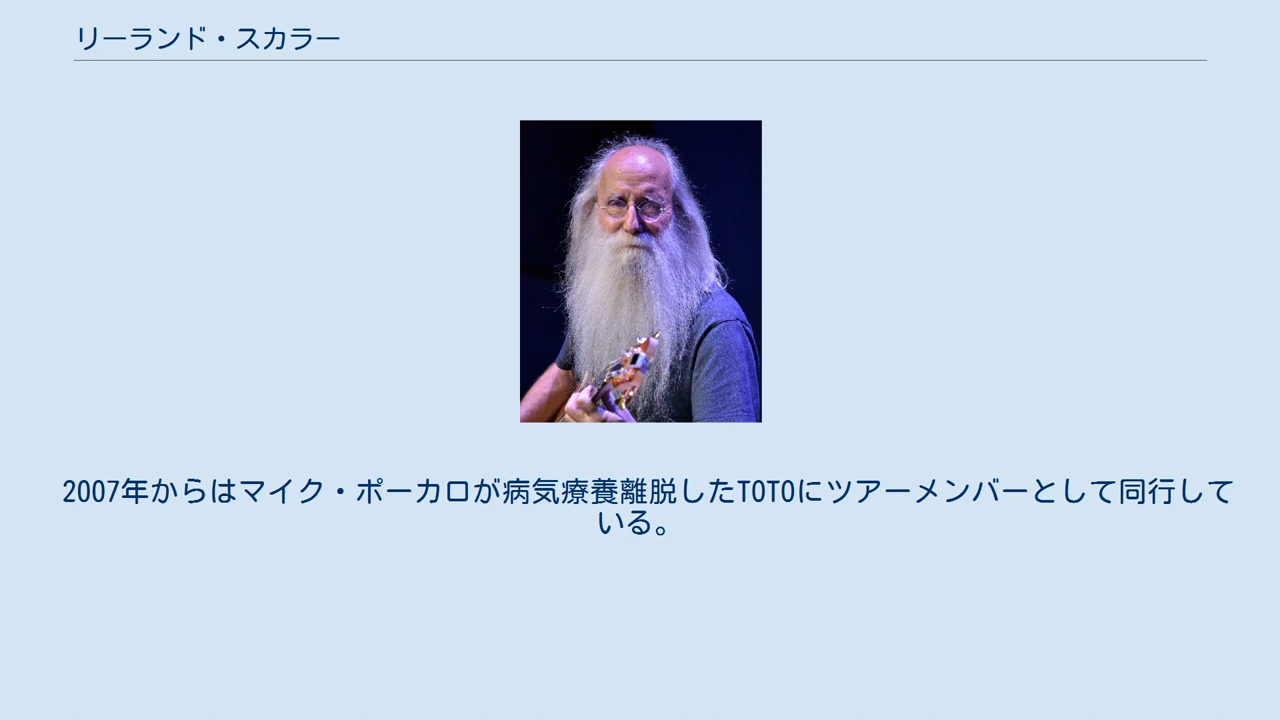 リーランド・スカラー
2007年からはマイク・ポーカロが病気療養離脱したTOTOにツアーメンバーとして同行して
いる。